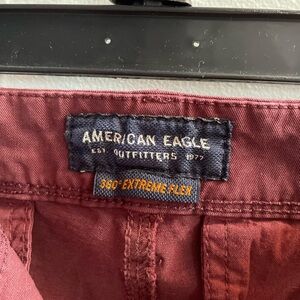 AMERICAN EAGLE
EST. OUTFITTERS 1977
360° EXTREME FLEX